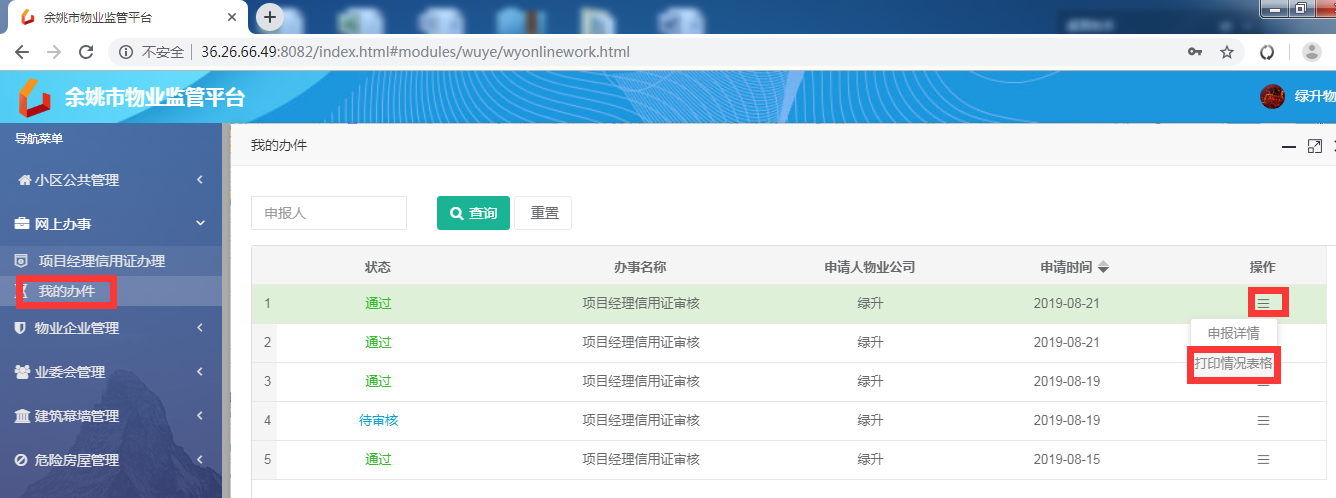 余姚市物业监管平台
不安全 36.26.66.49:8082/index.html#modules/wuye/wyonlinework.html
余姚市物业监管平台
绿升物
导航菜单
小区公共管理
网上办事
项目经理信用证办理
我的办件
物业企业管理
业委会管理
建筑幕墙管理
危险房屋管理
我的办件
申报人 查询 重置
状态 办事名称 申请人物业公司 申请时间 操作
1 通过 项目经理信用证审核 绿升 2019-08-21
2 通过 项目经理信用证审核 绿升 2019-08-21
申报详情
打印情况表格
3 通过 项目经理信用证审核 绿升 2019-08-19
4 待审核 项目经理信用证审核 绿升 2019-08-19
5 通过 项目经理信用证审核 绿升 2019-08-15